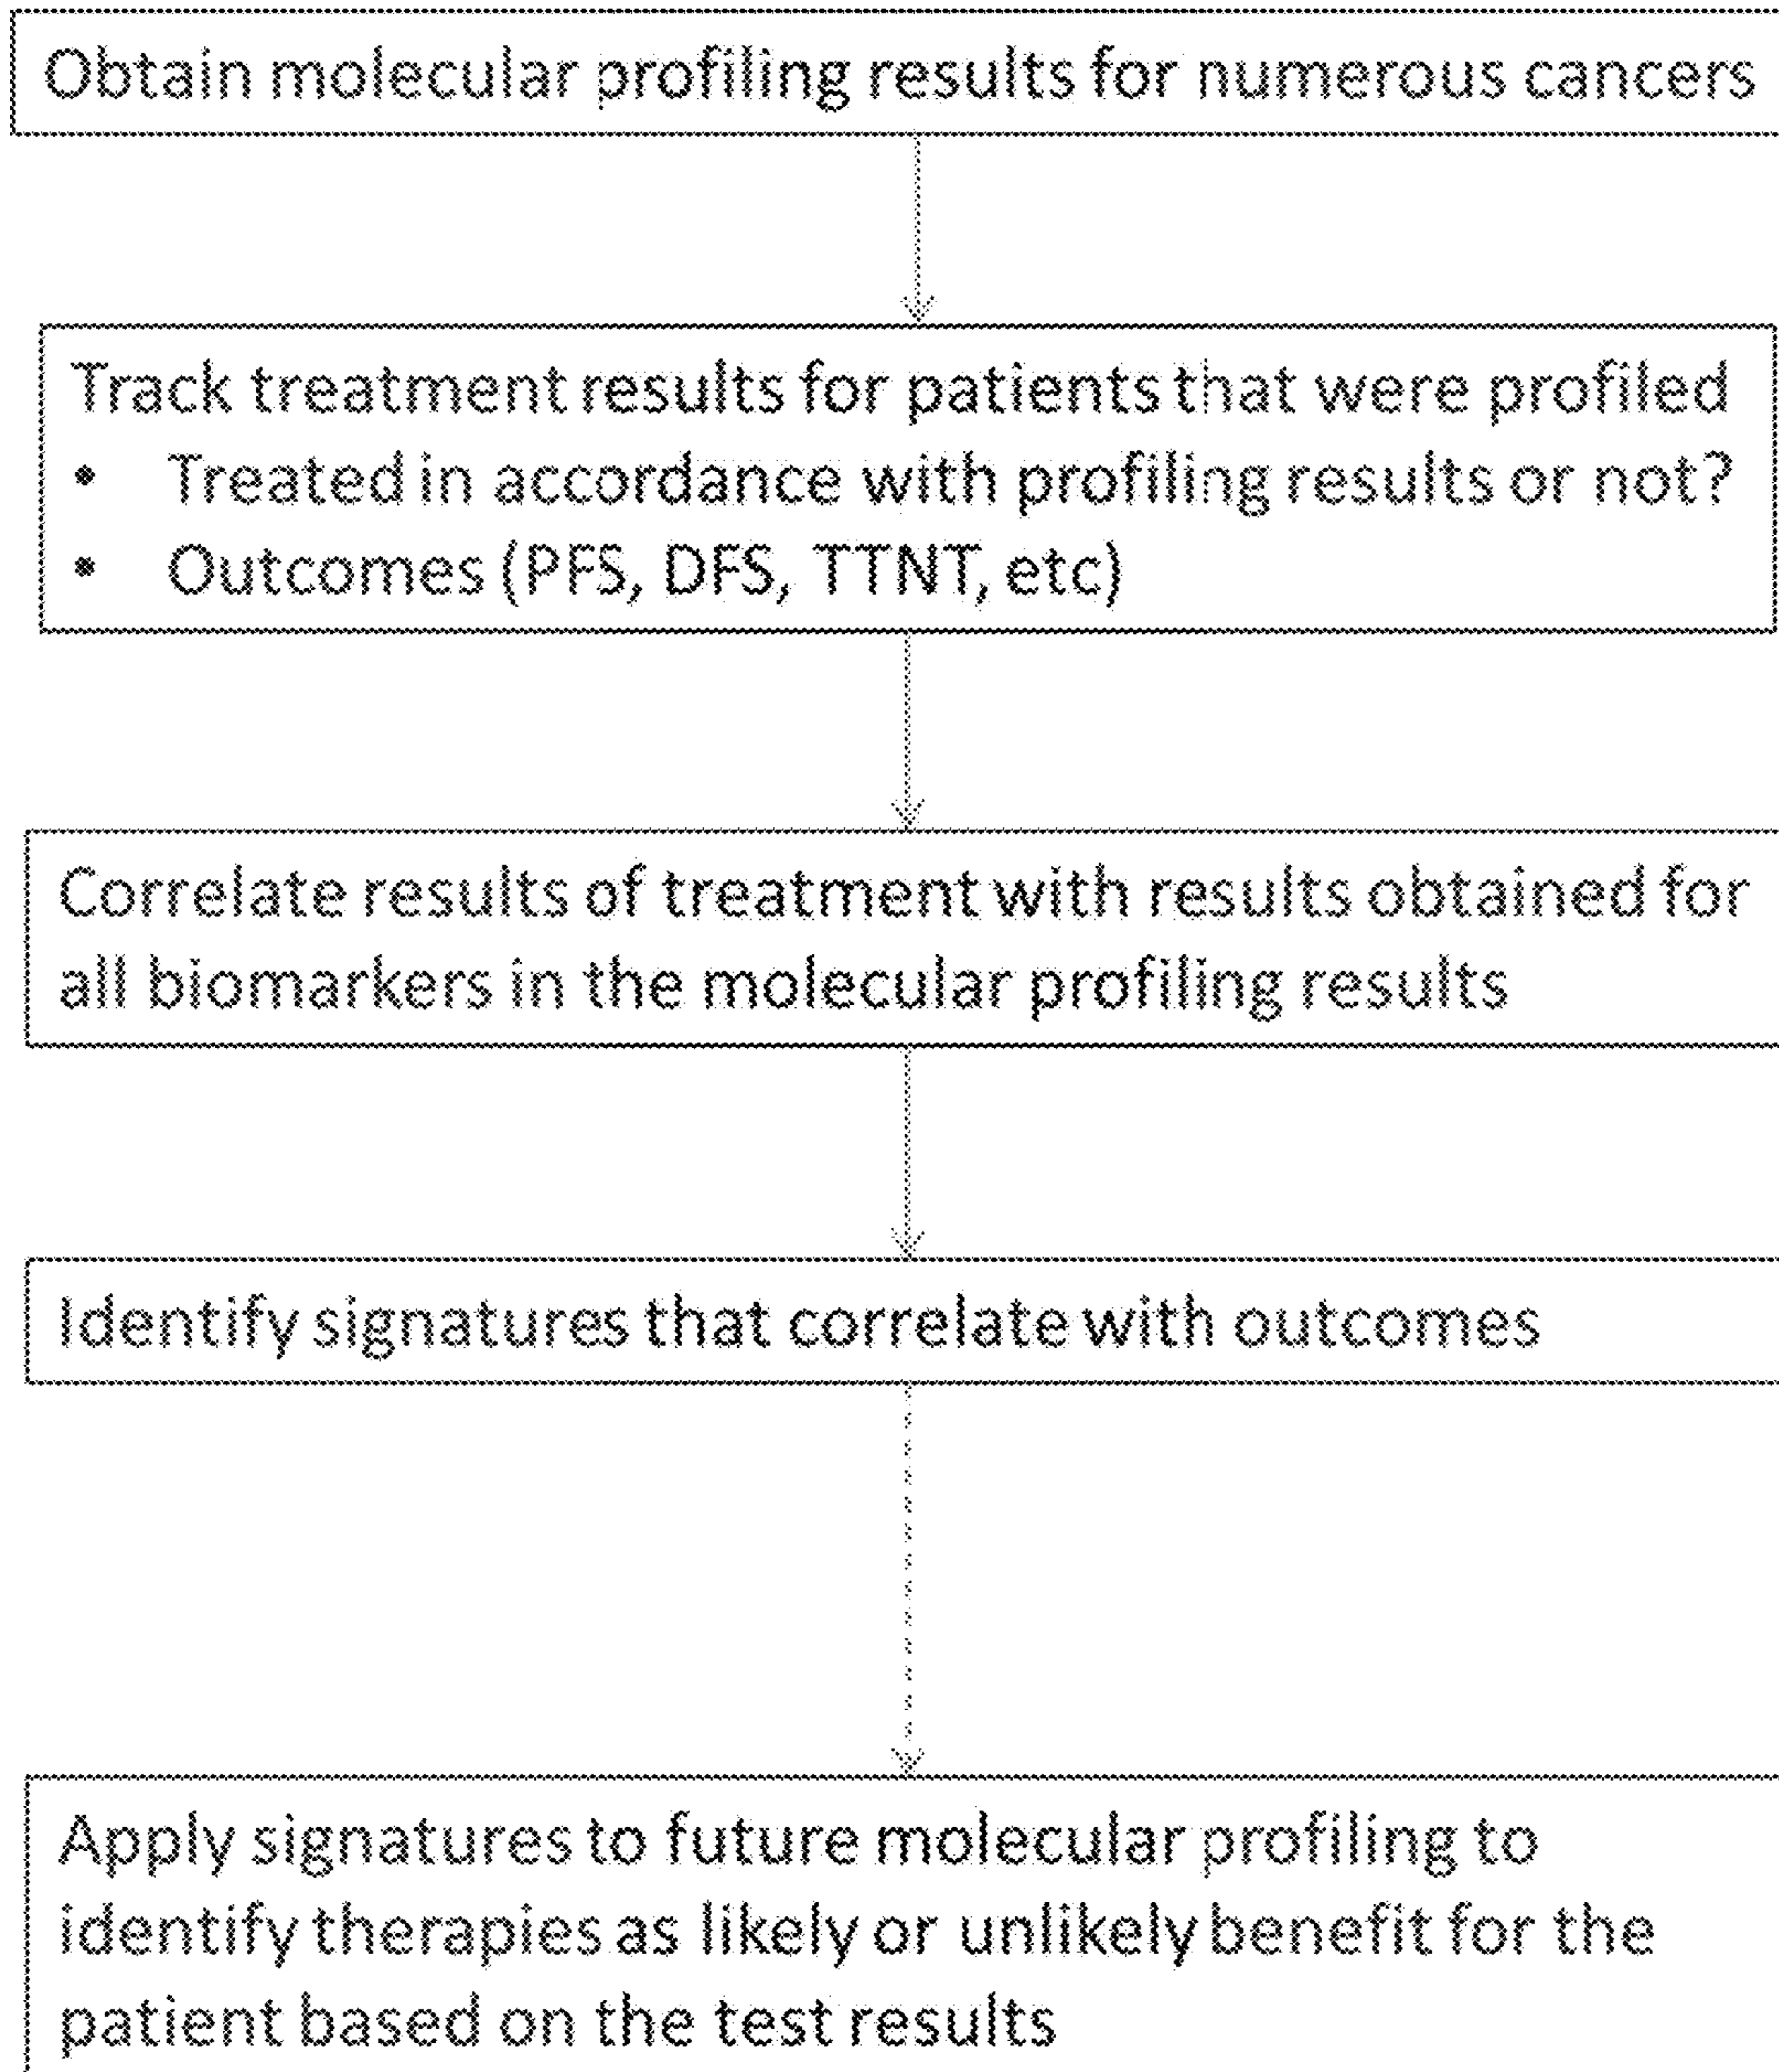 Obtain molecular profiling results for numerous cancers
Track treatment results for patients that were profiled
• Treated in accordance with profiling results or not?
• Outcomes (PFS, DFS, TTNT, etc)
Correlate results of treatment with results obtained for
all biomarkers in the molecular profiling results
Identify signatures that correlate with outcomes
Apply signatures to future molecular profiling to
identify therapies as likely or unlikely benefit for the
patient based on the test results